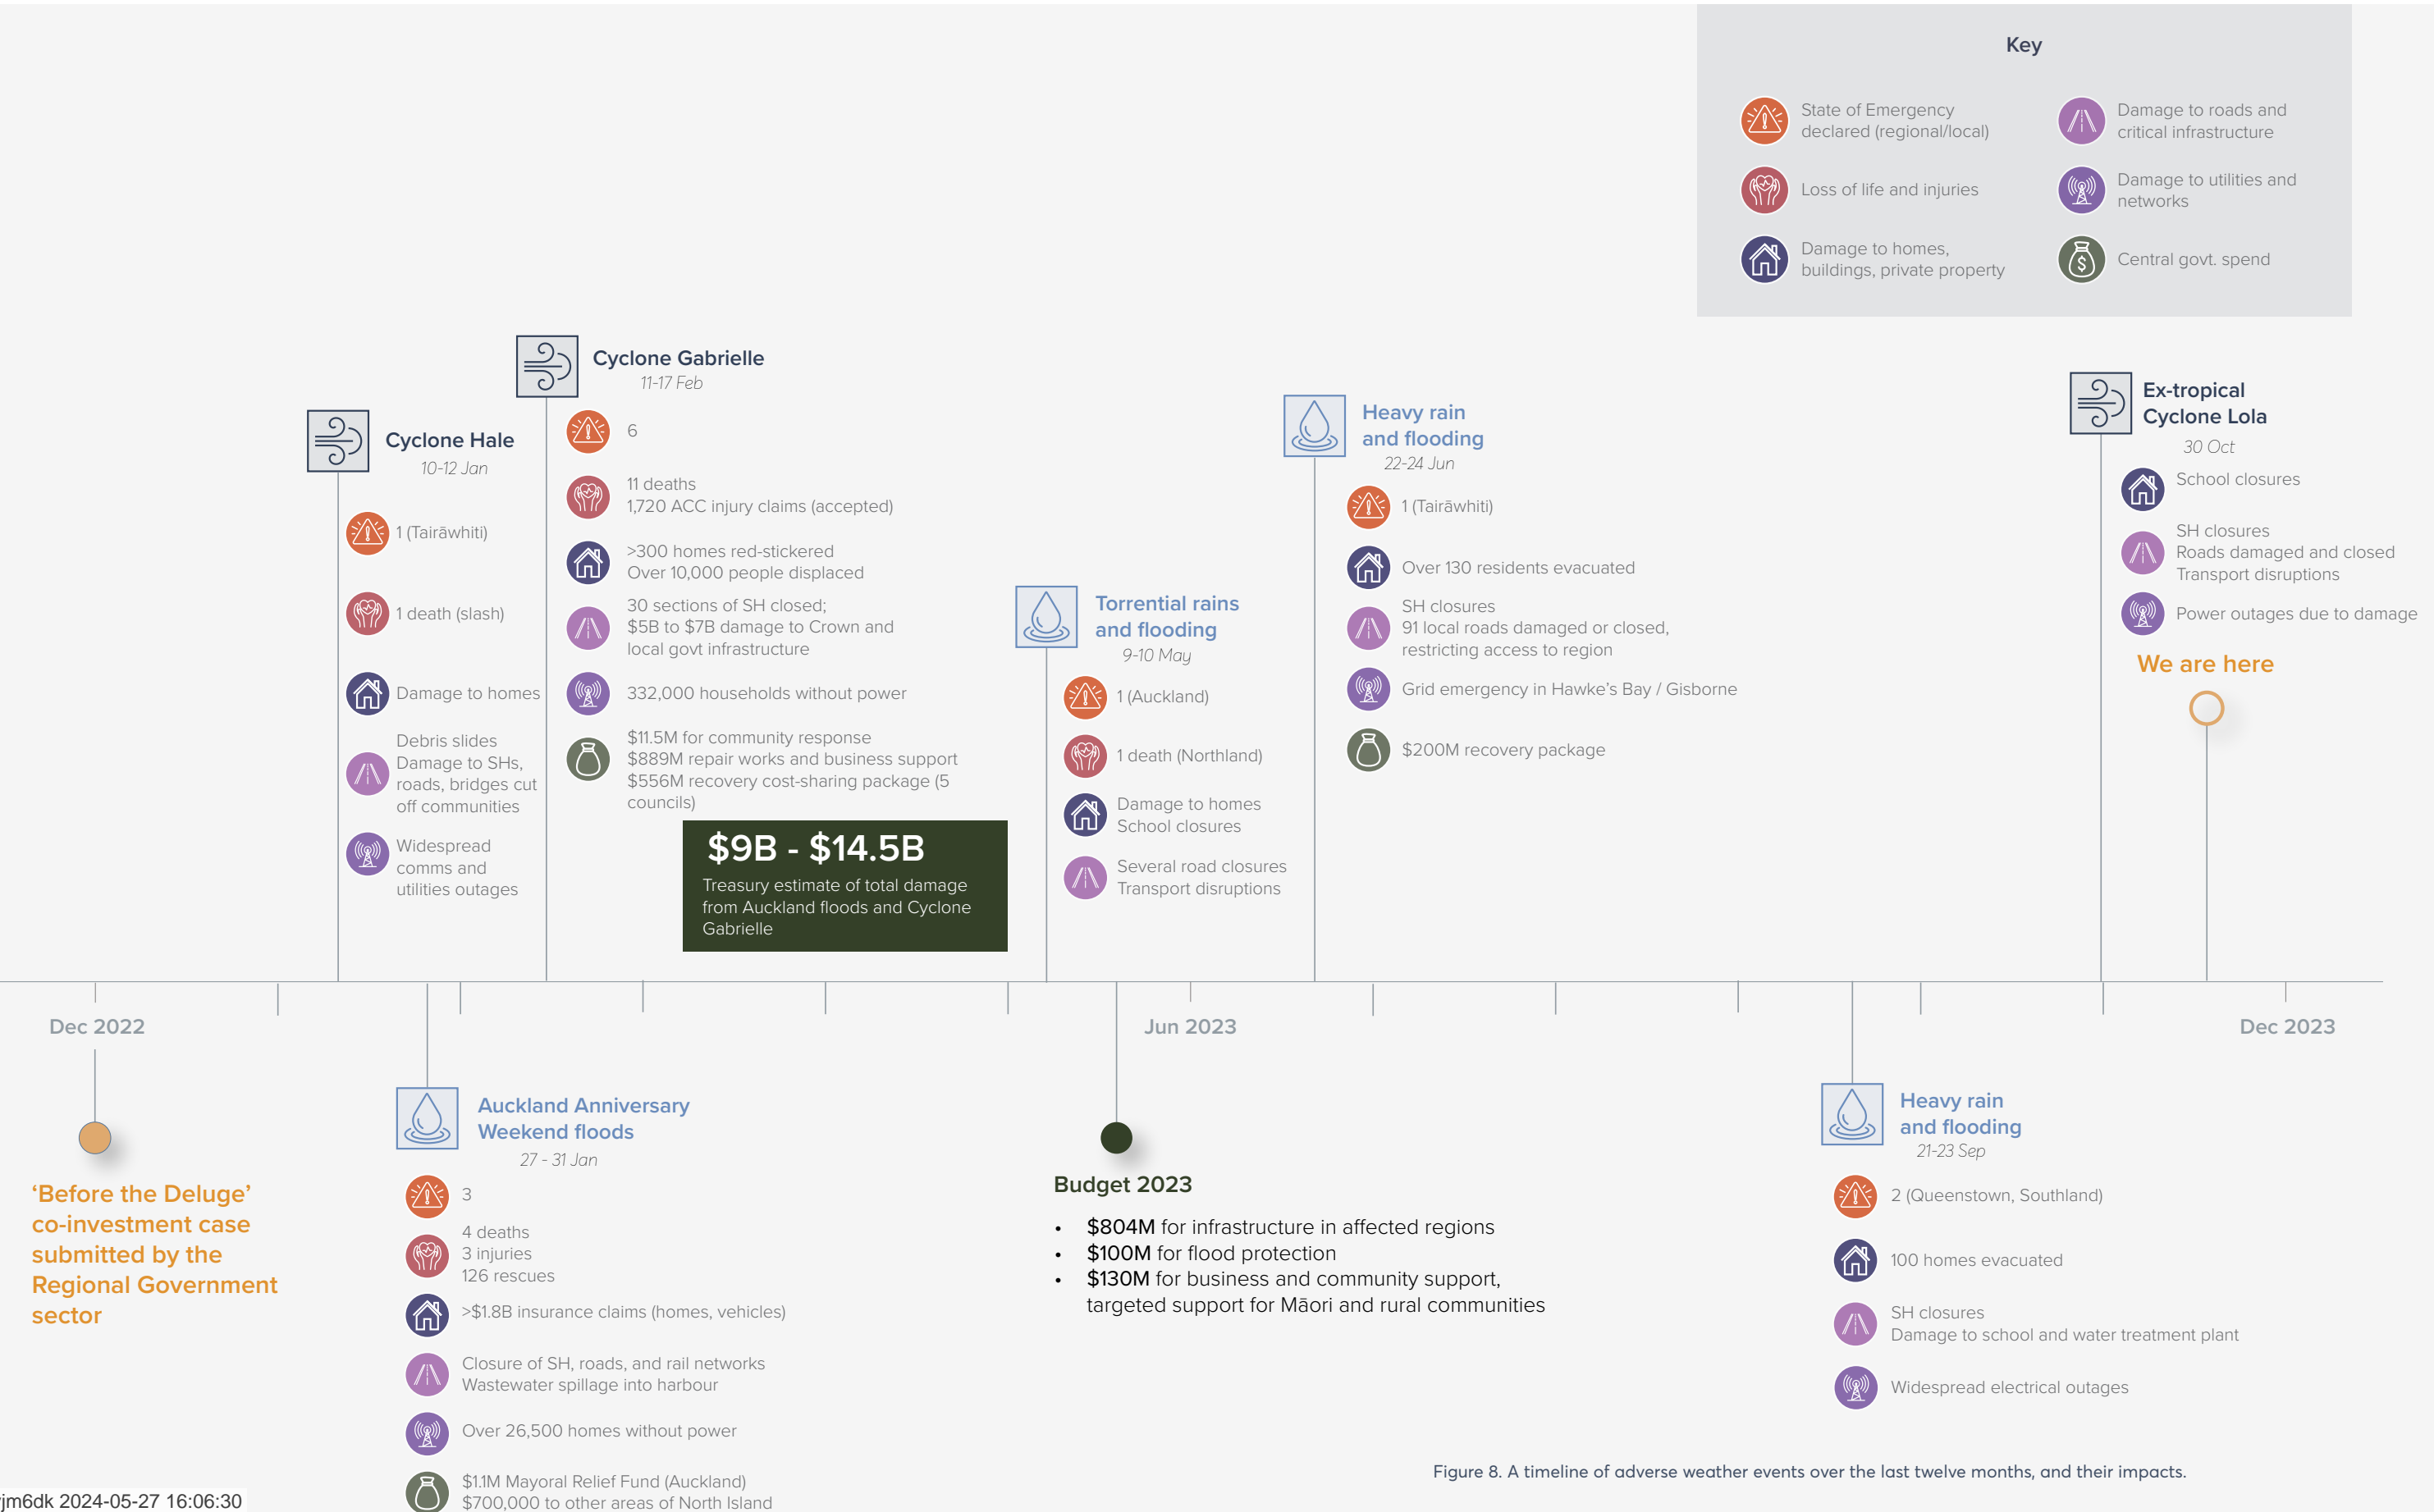 Key
State of Emergency
declared (regional/local)
Loss of life and injuries
Damage to homes,
buildings, private property
Damage to roads and
critical infrastructure
Damage to utilities and
networks
Central govt. spend
Cyclone Hale
10-12 Jan
1 (Tairāwhiti)
1 death (slash)
Damage to homes
Debris slides
Damage to SHs,
roads, bridges cut
off communities
Widespread
comms and
utilities outages
Cyclone Gabrielle
11-17 Feb
6
11 deaths
1,720 ACC injury claims (accepted)
>300 homes red-stickered
Over 10,000 people displaced
30 sections of SH closed;
$5B to $7B damage to Crown and
local govt infrastructure
332,000 households without power
$11.5M for community response
$889M repair works and business support
$556M recovery cost-sharing package (5
councils)
$9B - $14.5B
Treasury estimate of total damage
from Auckland floods and Cyclone
Gabrielle
Torrential rains
and flooding
9-10 May
1 (Auckland)
1 death (Northland)
Damage to homes
School closures
Several road closures
Transport disruptions
Heavy rain
and flooding
22-24 Jun
1 (Tairāwhiti)
Over 130 residents evacuated
SH closures
91 local roads damaged or closed,
restricting access to region
Grid emergency in Hawke's Bay / Gisborne
$200M recovery package
Ex-tropical
Cyclone Lola
30 Oct
School closures
SH closures
Roads damaged and closed
Transport disruptions
Power outages due to damage
We are here
Dec 2022
Jun 2023
Dec 2023
‘Before the Deluge’
co-investment case
submitted by the
Regional Government
sector
Auckland Anniversary
Weekend floods
27 - 31 Jan
3
4 deaths
3 injuries
126 rescues
>$1.8B insurance claims (homes, vehicles)
Closure of SH, roads, and rail networks
Wastewater spillage into harbour
Over 26,500 homes without power
$1.1M Mayoral Relief Fund (Auckland)
$700,000 to other areas of North Island
Budget 2023
• $804M for infrastructure in affected regions
• $100M for flood protection
• $130M for business and community support,
targeted support for Māori and rural communities
Heavy rain
and flooding
21-23 Sep
2 (Queenstown, Southland)
100 homes evacuated
SH closures
Damage to school and water treatment plant
Widespread electrical outages
Figure 8. A timeline of adverse weather events over the last twelve months, and their impacts.
jm6dk 2024-05-27 16:06:30